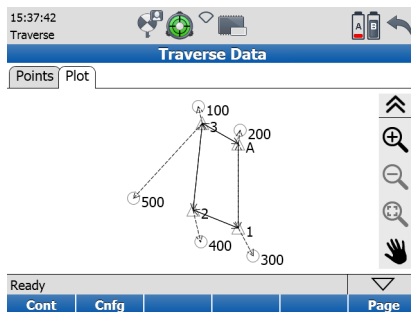 15:37:42
Traverse
A B
Traverse Data
Points Plot
100
3
200
A
500
2
1
400
300
Ready
Cont Cnfg Page